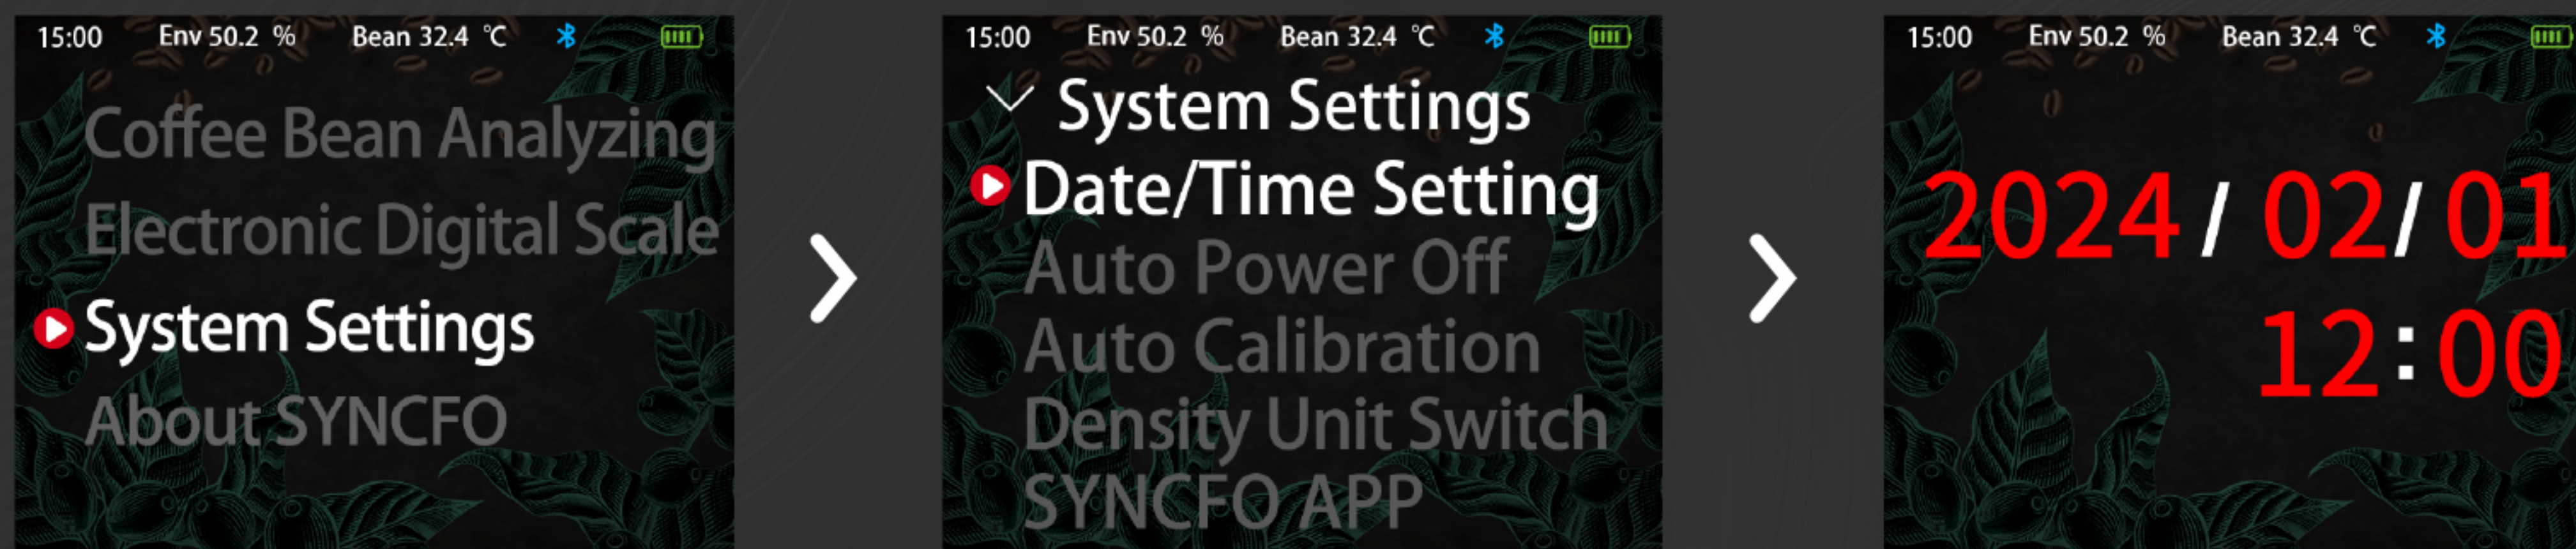 15:00 Env 50.2 % Bean 32.4 ℃
Coffee Bean Analyzing
Electronic Digital Scale
System Settings
About SYNCFO
15:00 Env 50.2 % Bean 32.4 ℃
System Settings
Date/Time Setting
Auto Power Off
Auto Calibration
Density Unit Switch
SYNCFO APP
15:00 Env 50.2 % Bean 32.4 ℃
2024/02/01
12:00